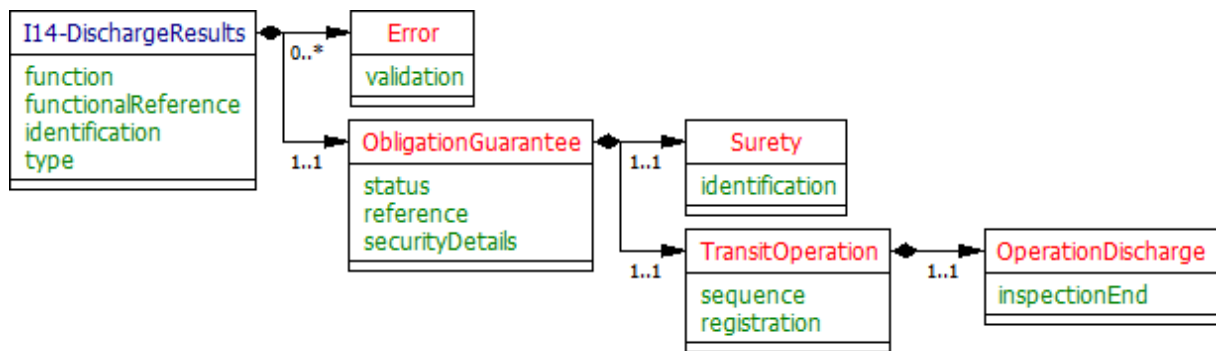 I14-DischargeResults
function
functionalReference
identification
type
0..*
Error
validation
1..1
ObligationGuarantee
status
reference
securityDetails
1..1
Surety
identification
1..1
TransitOperation
sequence
registration
1..1
OperationDischarge
inspectionEnd